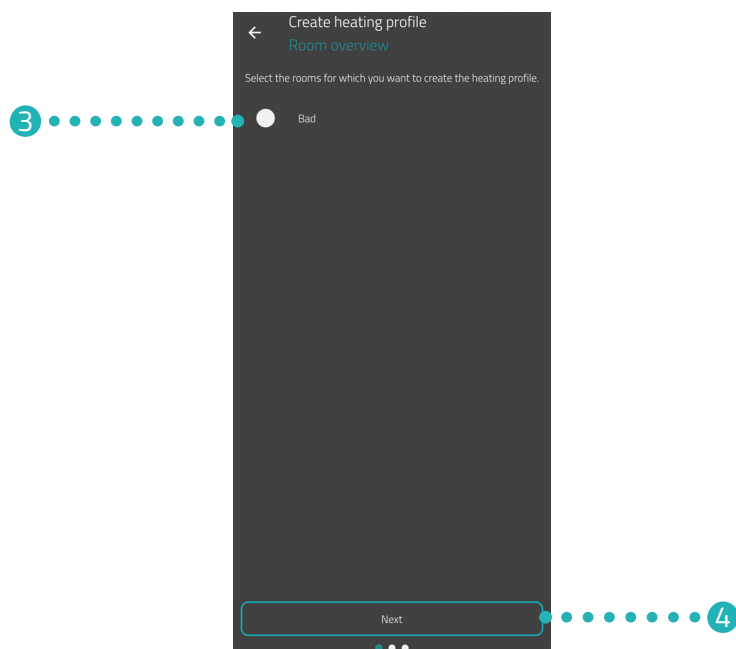 Create heating profile
Room overview
Select the rooms for which you want to create the heating profile.
3
Bad
Next
4